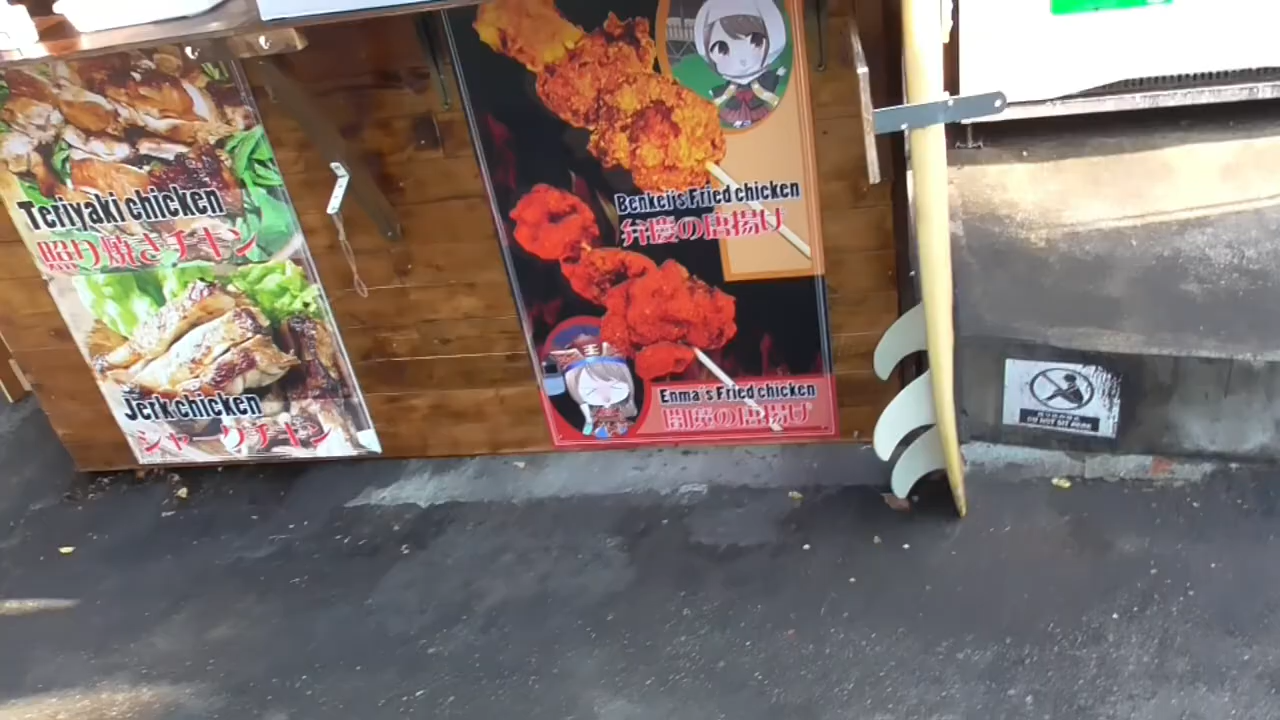 Teriyaki chicken
照り焼きチキン
Jerk chicken
ジャークチキン
Benkei's Fried chicken
弁慶の唐揚げ
Enma's Fried chicken
閻魔の唐揚げ
DO NOT SIT DOWN